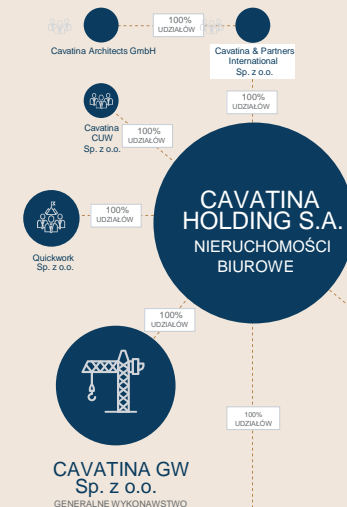 100%
UDZIAŁÓW
Cavatina Architects GmbH
Cavatina & Partners
International
Sp. z o.o.
100%
UDZIAŁÓW
Cavatina
CUW
Sp. z o.o.
100%
UDZIAŁÓW
CAVATINA
HOLDING S.A.
NIERUCHOMOŚCI
BIUROWE
100%
UDZIAŁÓW
Quickwork
Sp. z o.o.
100%
UDZIAŁÓW
100%
UDZIAŁÓW
CAVATINA GW
Sp. z o.o.
GENERALNE WYKONAWSTWO